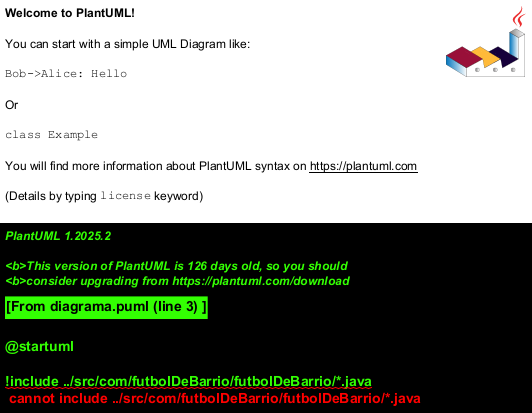 Welcome to PlantUML!
You can start with a simple UML Diagram like:
Bob->Alice: Hello
Or
class Example
You will find more information about PlantUML syntax on https://plantuml.com
(Details by typing license keyword)
PlantUML 1.2025.2
<b>This version of PlantUML is 126 days old, so you should
<b>consider upgrading from https://plantuml.com/download
[From diagrama.puml (line 3) ]
@startuml
!include ../src/com/futbolDeBarrio/futbolDeBarrio/*.java
cannot include ../src/com/futbolDeBarrio/futbolDeBarrio/*.java